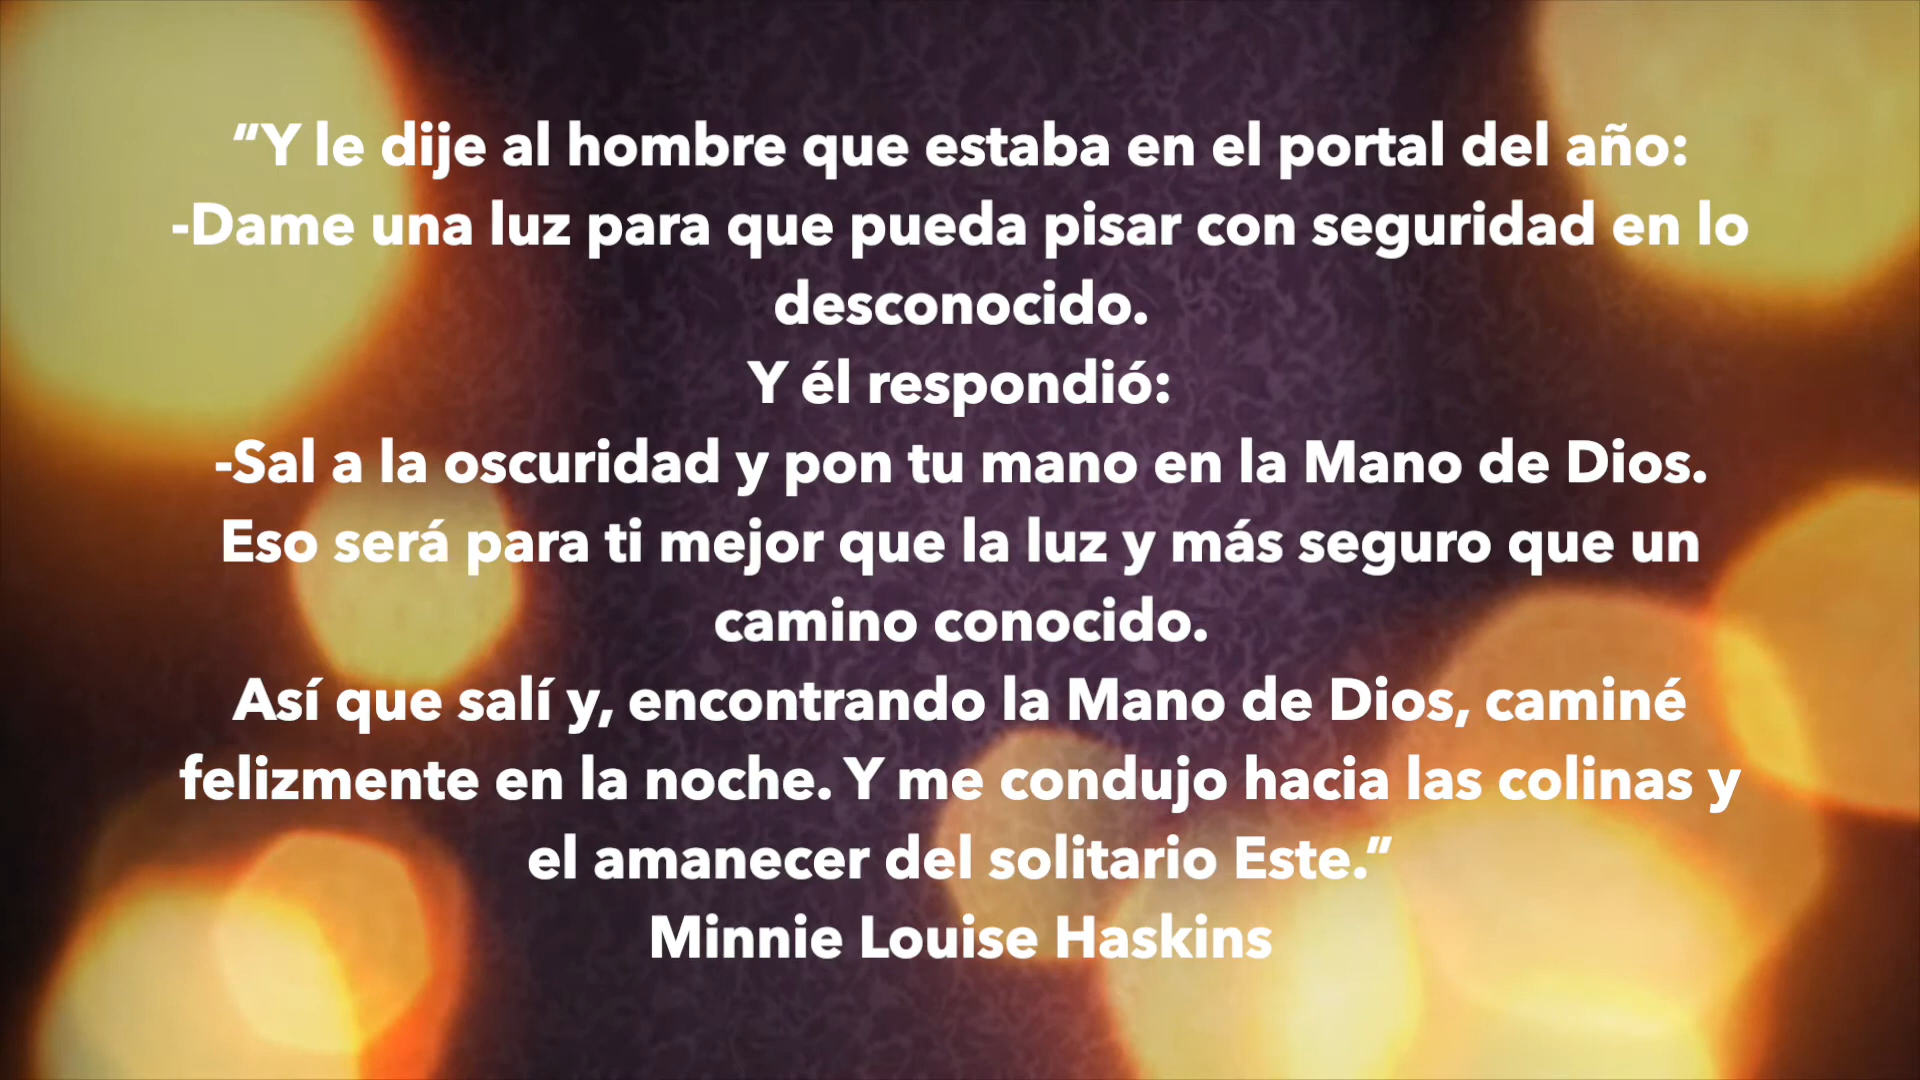 “Y le dije al hombre que estaba en el portal del año:
-Dame una luz para que pueda pisar con seguridad en lo
desconocido.
Y él respondió:
-Sal a la oscuridad y pon tu mano en la Mano de Dios.
Eso será para ti mejor que la luz y más seguro que un
camino conocido.
Así que salí y, encontrando la Mano de Dios, caminé
felizmente en la noche. Y me condujo hacia las colinas y
el amanecer del solitario Este.”
Minnie Louise Haskins